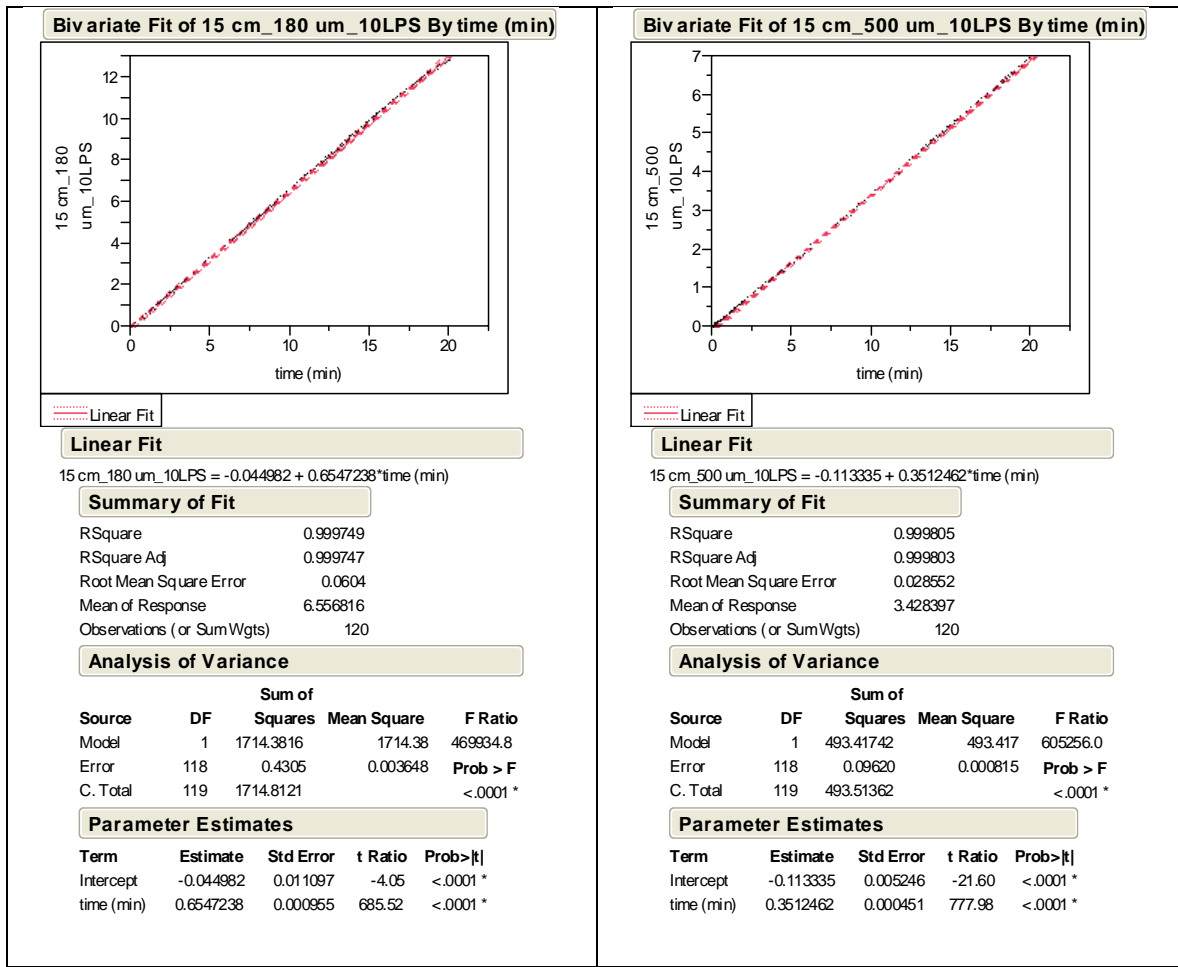 Bivariate Fit of 15 cm_180 um_10LPS By time (min)
15 cm_180
um_10LPS
12
10
8
6
4
2
0
0 5 10 15 20
time (min)
Linear Fit
Linear Fit
15 cm_180 um_10LPS = -0.044982 + 0.6547238*time (min)
Summary of Fit
RSquare 0.999749
RSquare Adj 0.999747
Root Mean Square Error 0.0604
Mean of Response 6.556816
Observations (or Sum Wgts) 120
Analysis of Variance
Sum of
Source DF Squares Mean Square F Ratio
Model 1 1714.3816 1714.38 469934.8
Error 118 0.4305 0.003648 Prob > F
C. Total 119 1714.8121 <.0001 *
Parameter Estimates
Term Estimate Std Error t Ratio Prob>|t|
Intercept -0.044982 0.011097 -4.05 <.0001 *
time (min) 0.6547238 0.000955 685.52 <.0001 *
Bivariate Fit of 15 cm_500 um_10LPS By time (min)
15 cm_500
um_10LPS
7
6
5
4
3
2
1
0
0 5 10 15 20
time (min)
Linear Fit
Linear Fit
15 cm_500 um_10LPS = -0.113335 + 0.3512462*time (min)
Summary of Fit
RSquare 0.999805
RSquare Adj 0.999803
Root Mean Square Error 0.028552
Mean of Response 3.428397
Observations (or Sum Wgts) 120
Analysis of Variance
Sum of
Source DF Squares Mean Square F Ratio
Model 1 493.41742 493.417 605256.0
Error 118 0.09620 0.000815 Prob > F
C. Total 119 493.51362 <.0001 *
Parameter Estimates
Term Estimate Std Error t Ratio Prob>|t|
Intercept -0.113335 0.005246 -21.60 <.0001 *
time (min) 0.3512462 0.000451 777.98 <.0001 *